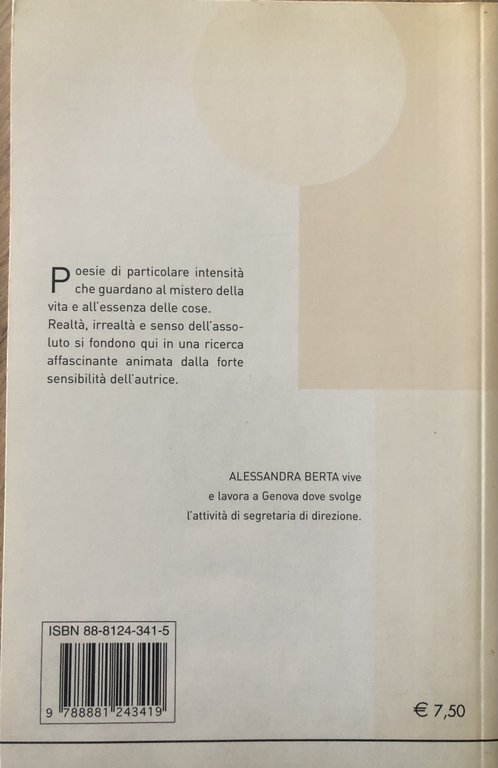 Poesie di particolare intensità
che guardano al mistero della
vita e all'essenza delle cose.
Realtà, irrealtà e senso dell'asso-
luto si fondono qui in una ricerca
affascinante animata dalla forte
sensibilità dell'autrice.
ALESSANDRA BERTA vive
e lavora a Genova dove svolge
l'attività di segretaria di direzione.
ISBN 88-8124-341-5
9 788881 243419
€ 7,50